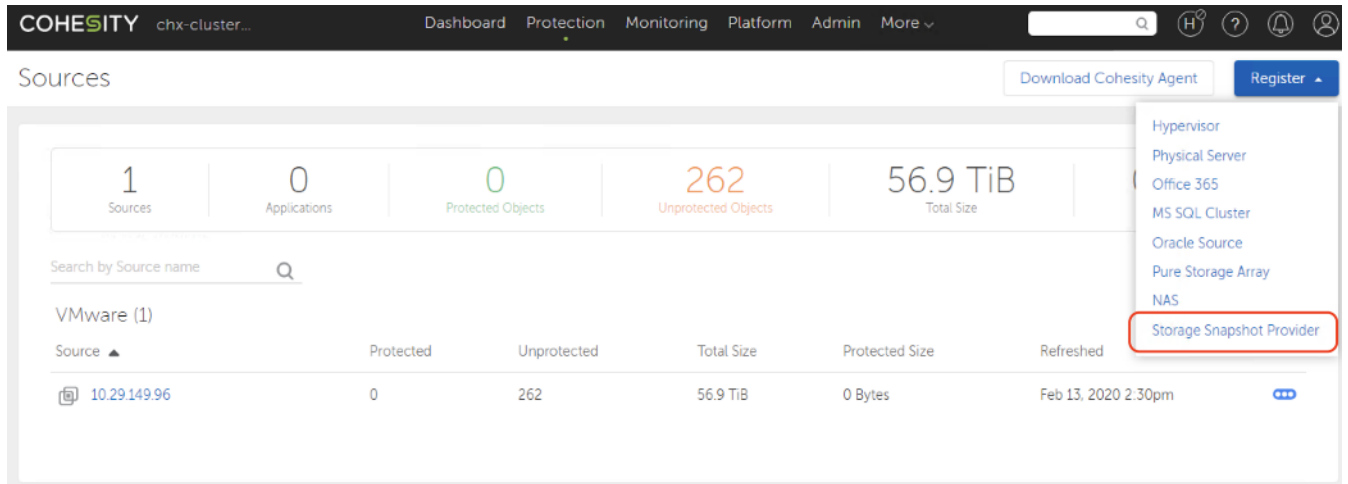 COHESITY chx-cluster... Dashboard Protection Monitoring Platform Admin More H ?
Sources Download Cohesity Agent Register
Hypervisor
Physical Server
Office 365
MS SQL Cluster
Oracle Source
Pure Storage Array
NAS
Storage Snapshot Provider
1 0 0 262 56.9 TiB
Sources Applications Protected Objects Unprotected Objects Total Size
Search by Source name
VMware (1)
Source Protected Unprotected Total Size Protected Size Refreshed
10.29.149.96 0 262 56.9 TiB 0 Bytes Feb 13, 2020 2:30pm